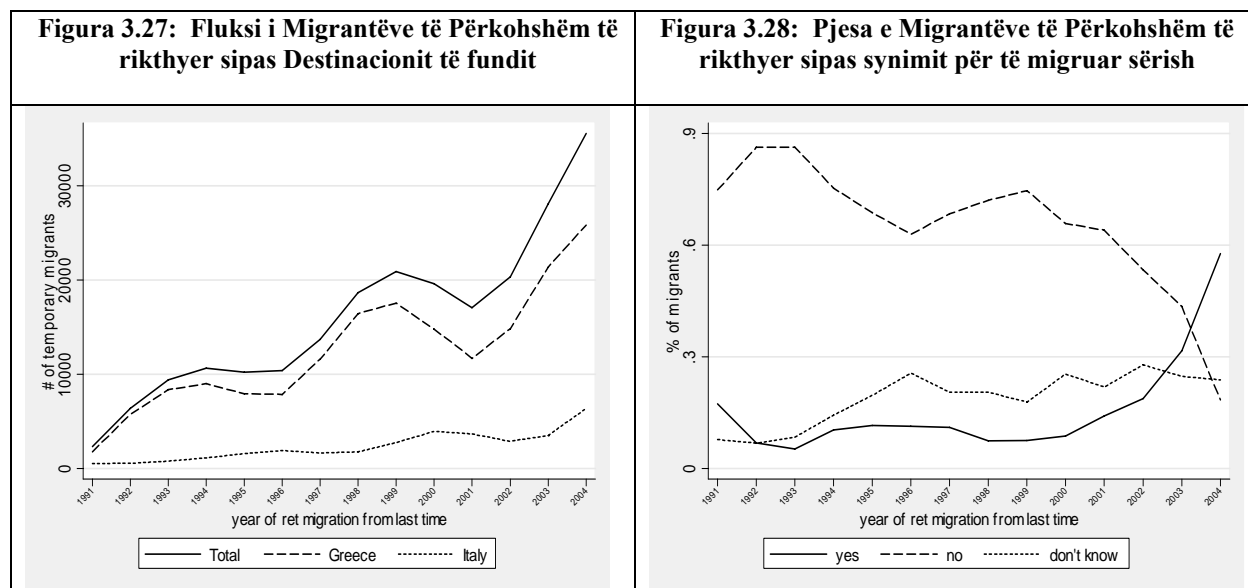 Figura 3.27: Fluksi i Migrantëve të Përkohshëm të
rikthyer sipas Destinacionit të fundit
# of temporary migrants
30000
20000
10000
0
1991
1992
1993
1994
1995
1996
1997
1998
1999
2000
2001
2002
2003
2004
year of ret migration from last time
Total
Greece
Italy
Figura 3.28: Pjesa e Migrantëve të Përkohshëm të
rikthyer sipas synimit për të migruar sërish
% of migrants
.9
.6
.3
0
1991
1992
1993
1994
1995
1996
1997
1998
1999
2000
2001
2002
2003
2004
year of ret migration from last time
yes
no
don't know